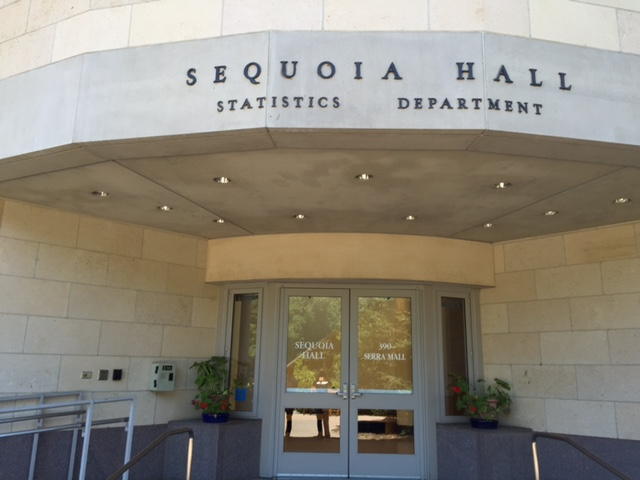 SEQUOIA HALL
STATISTICS DEPARTMENT
SEQUOIA
HALL
390
SERRA MALL